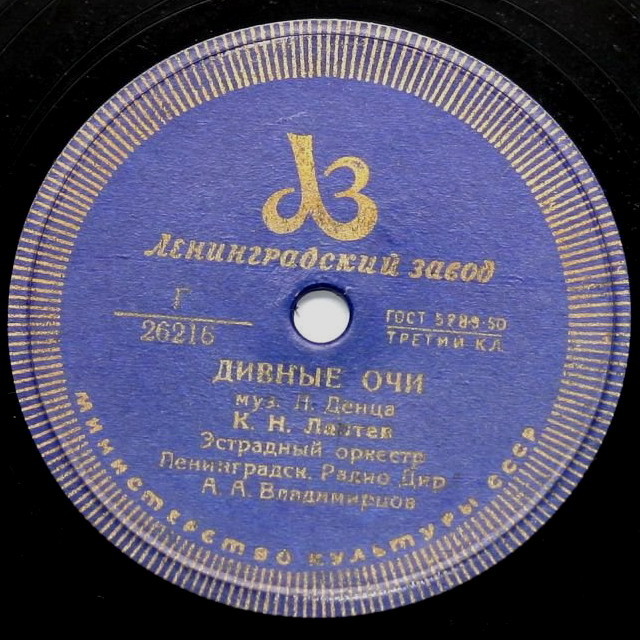 ЛЗ
Ленинградский завод
Г
26216
ГОСТ 5289-50
ТРЕТИЙ КЛ.
ДИВНЫЕ ОЧИ
муз. Л. Денца
К. Н. Лаптев
Эстрадный оркестр
Ленинградск. Радио Дир.
А. А. Владимирцов
МИНИСТЕРСТВО КУЛЬТУРЫ СССР